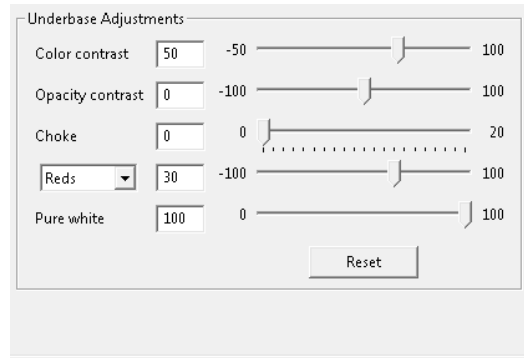 Underbase Adjustments
Color contrast 50 -50 100
Opacity contrast 0 -100 100
Choke 0 0 20
Reds 30 -100 100
Pure white 100 0 100
Reset